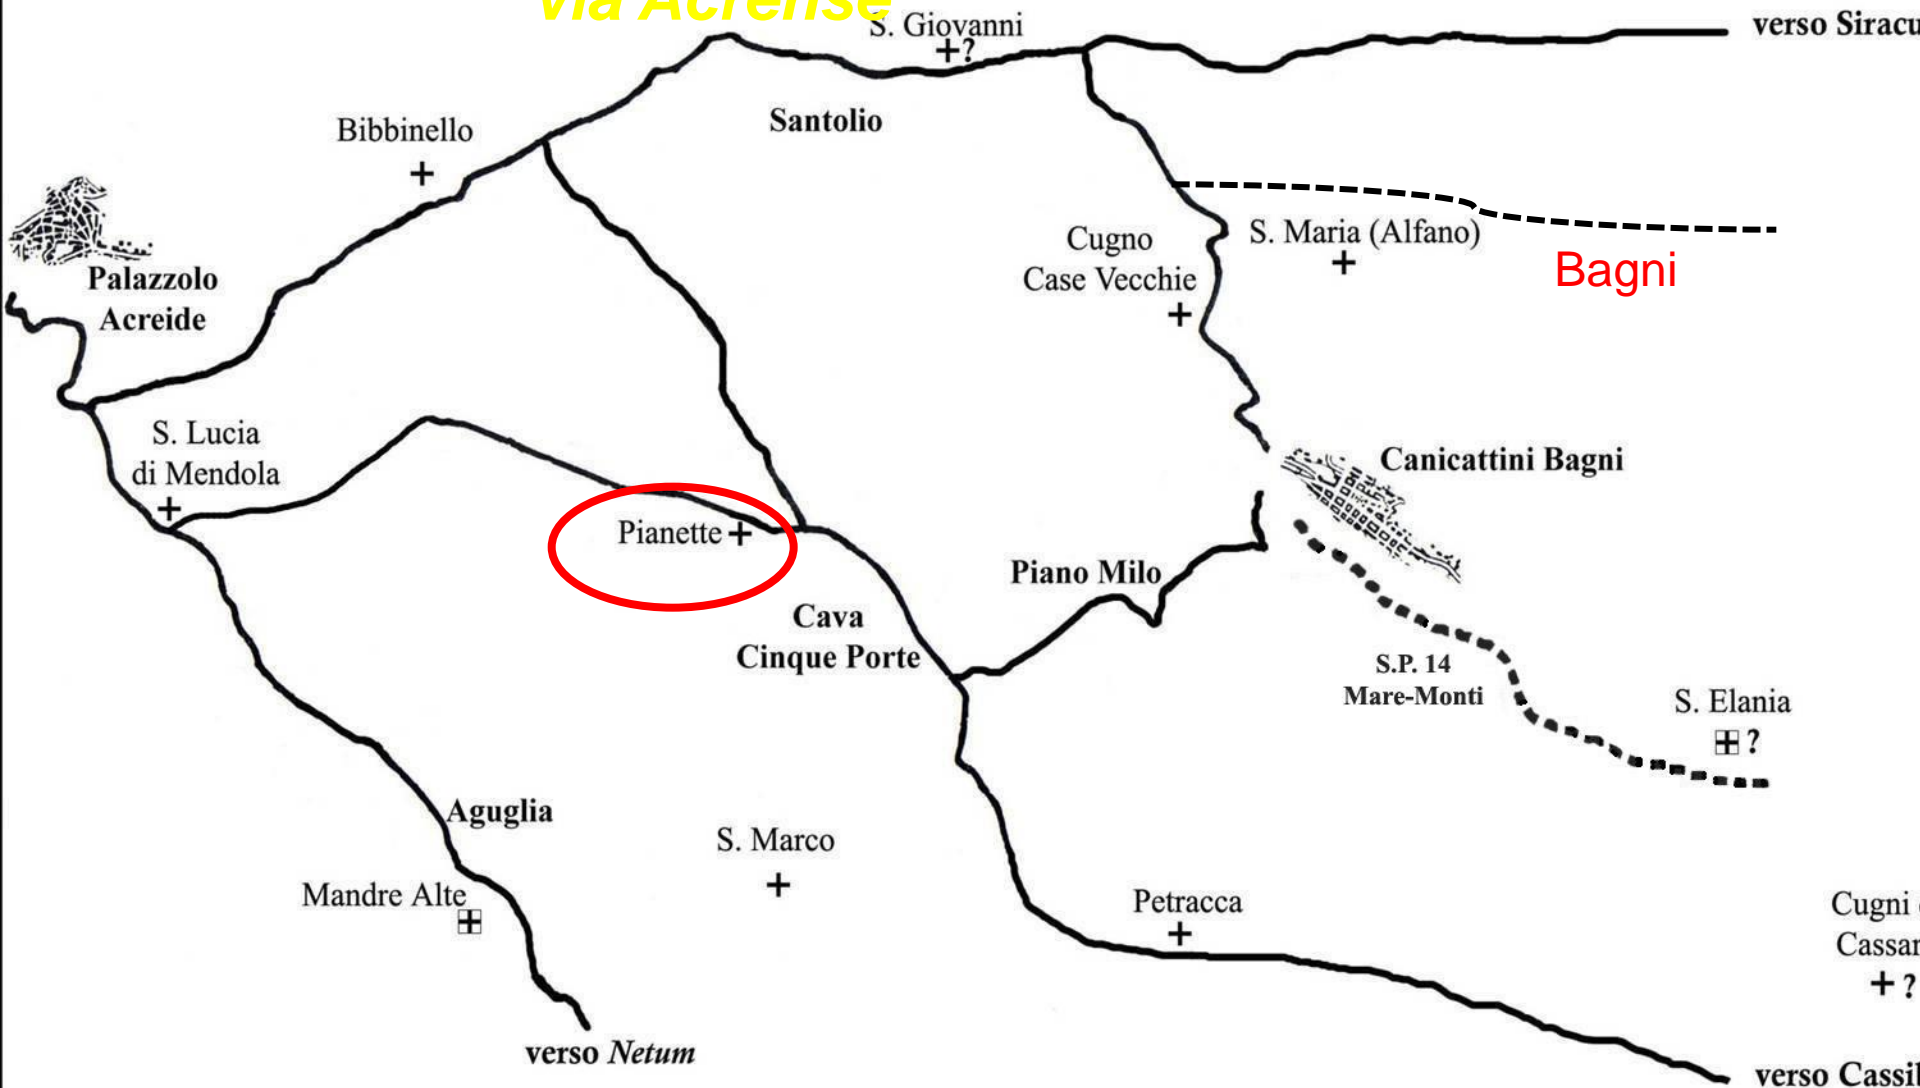 via Acrense
S. Giovanni
+?
verso Siracu
Santolio
Bibbinello
Palazzolo
Acreide
Cugno
Case Vecchie
S. Maria (Alfano)
Bagni
S. Lucia
di Mendola
Canicattini Bagni
Pianette
Piano Milo
Cava
Cinque Porte
S.P. 14
Mare-Monti
S. Elania
?
Aguglia
S. Marco
Mandre Alte
Petracca
Cugni
Cassar
+?
verso Netum
verso Cassil